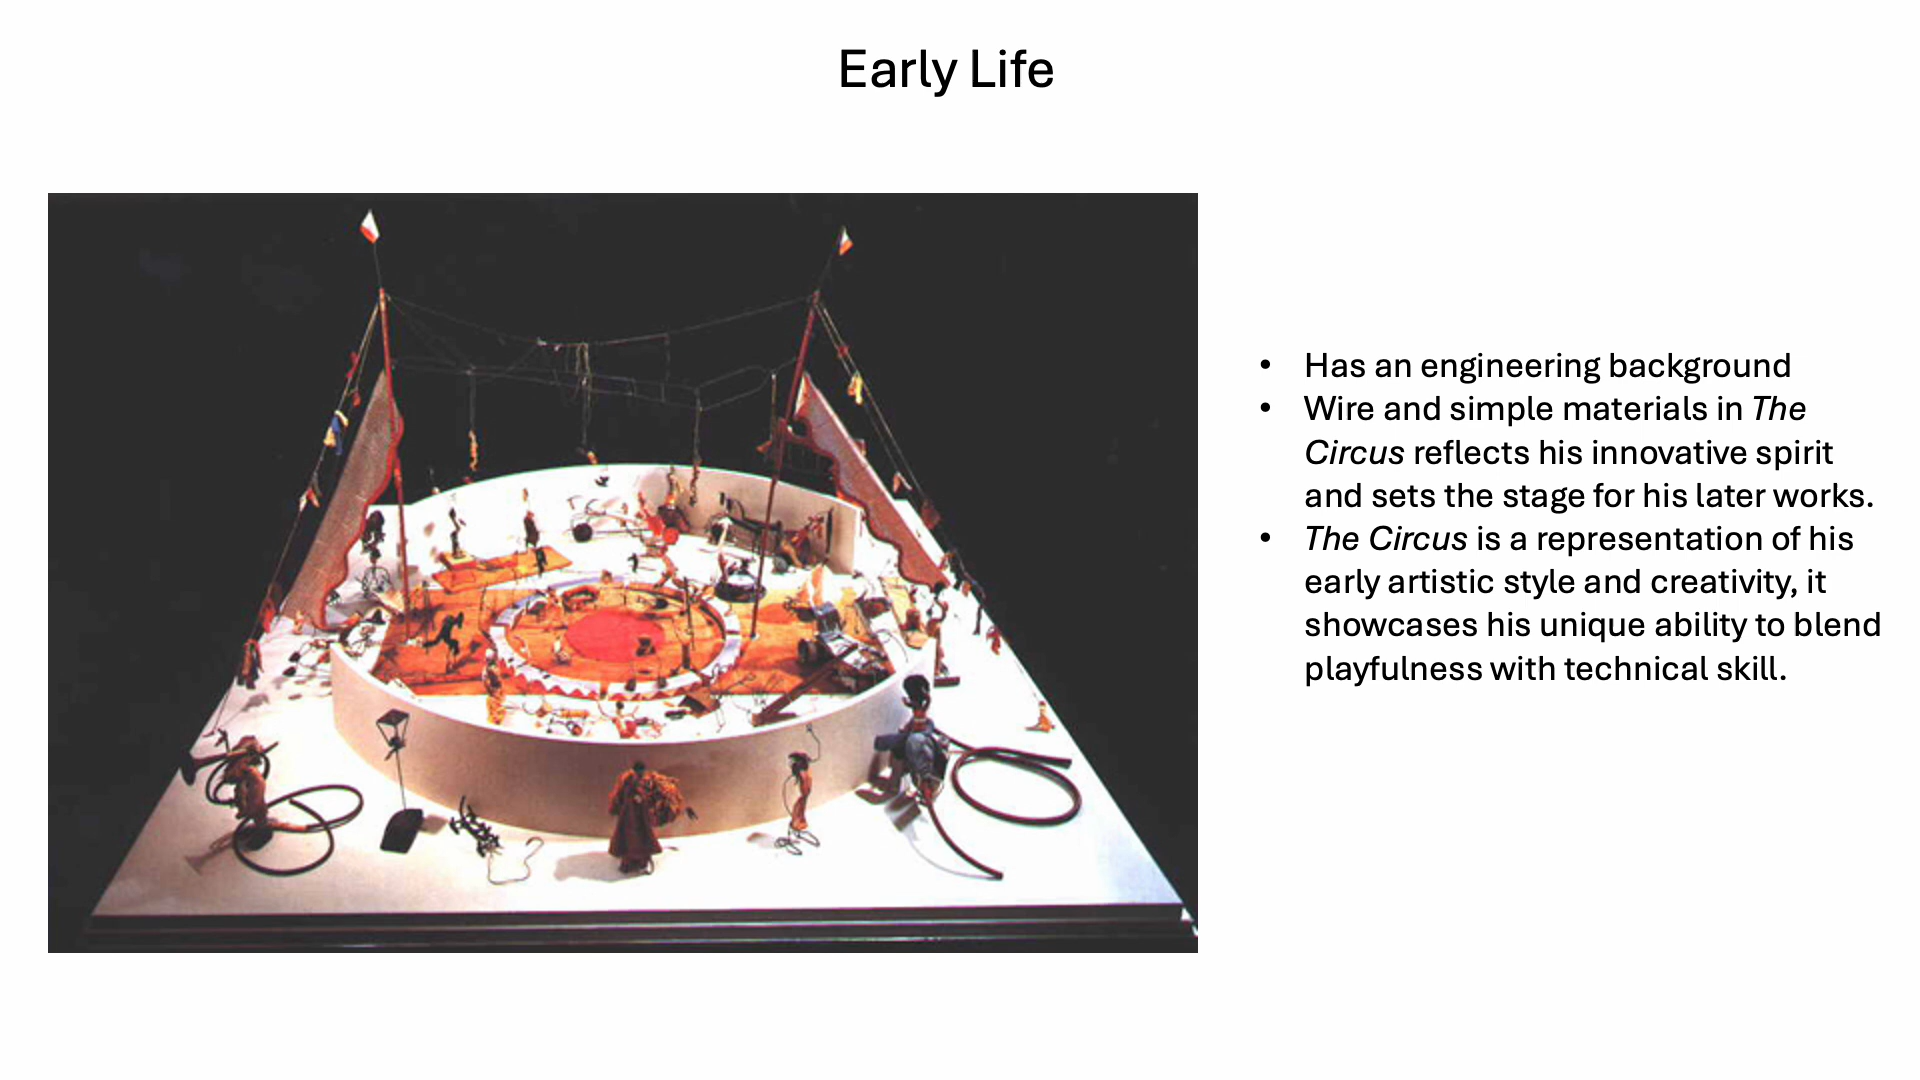 Early Life
• Has an engineering background
• Wire and simple materials in The
Circus reflects his innovative spirit
and sets the stage for his later works.
• The Circus is a representation of his
early artistic style and creativity, it
showcases his unique ability to blend
playfulness with technical skill.